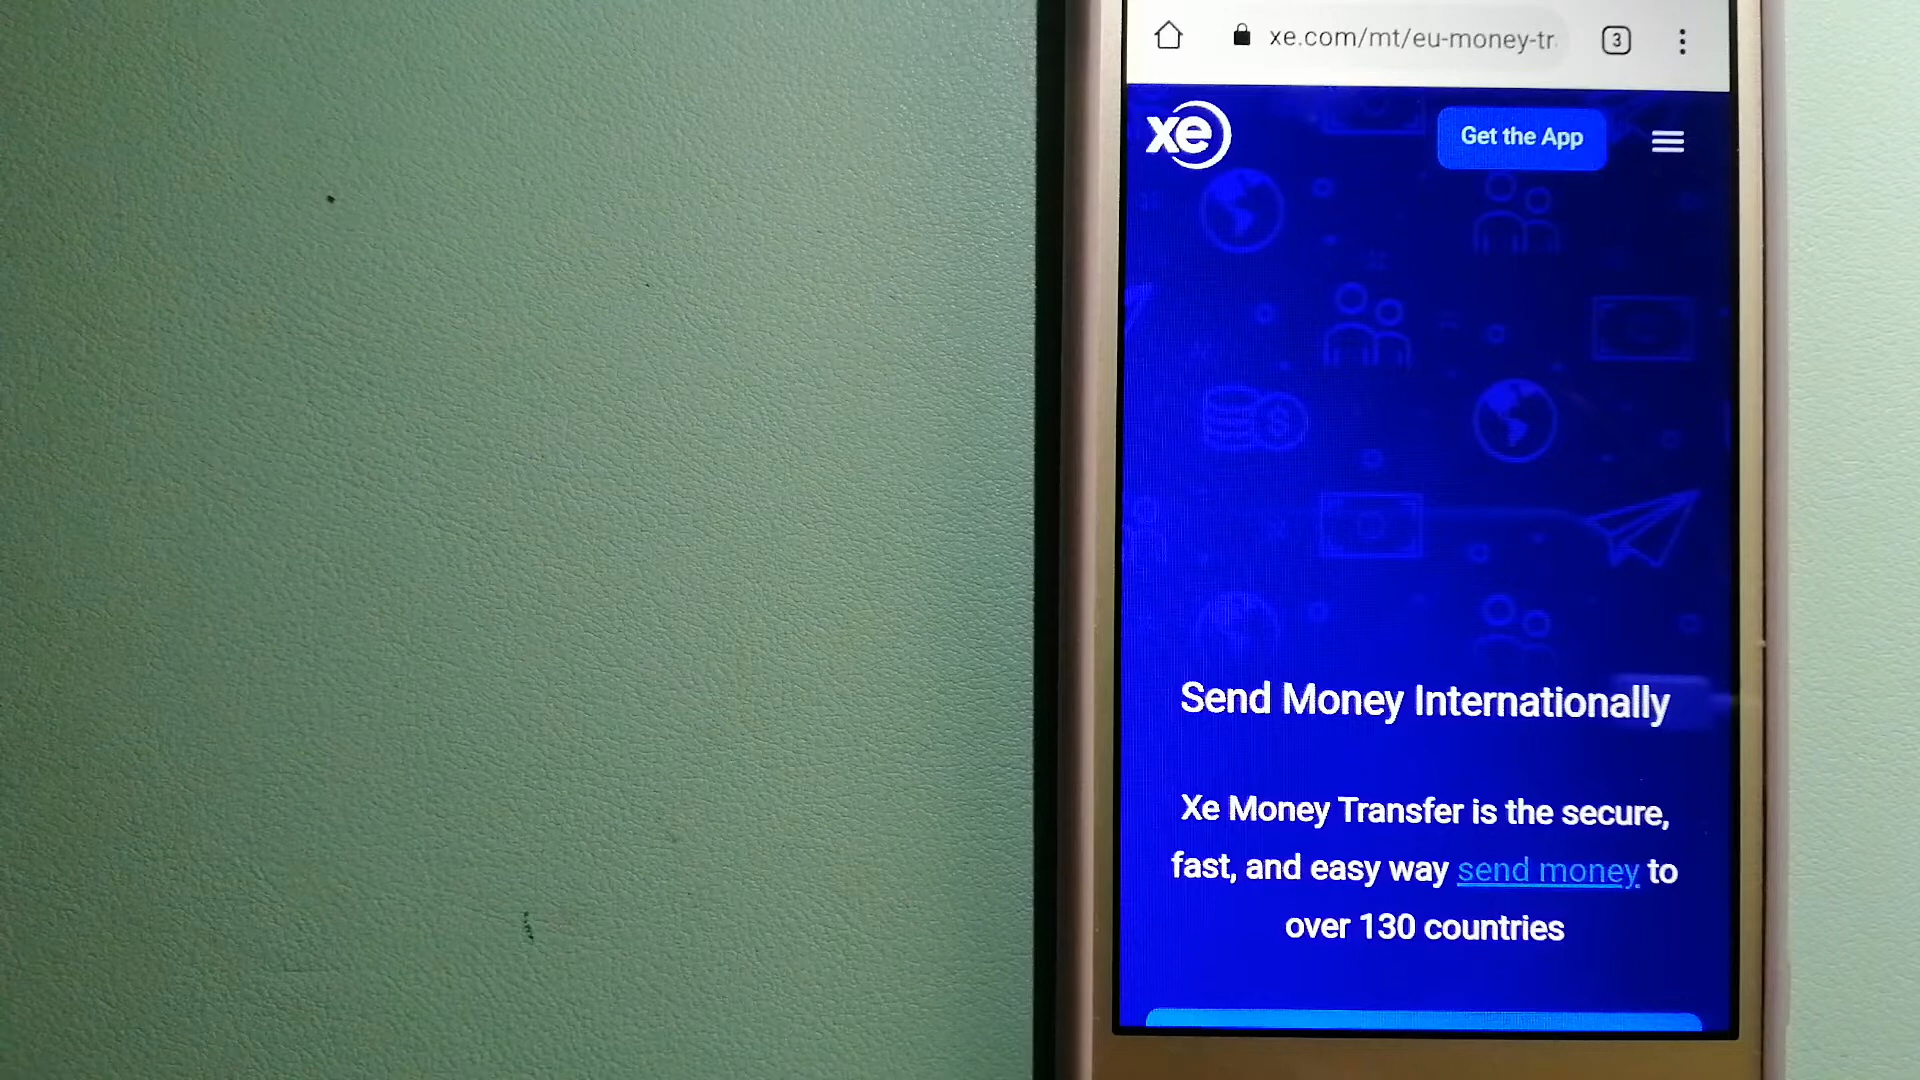 xe.com/mt/eu-money-tr
3
xe
Get the App
Send Money Internationally
Xe Money Transfer is the secure,
fast, and easy way send money to
over 130 countries